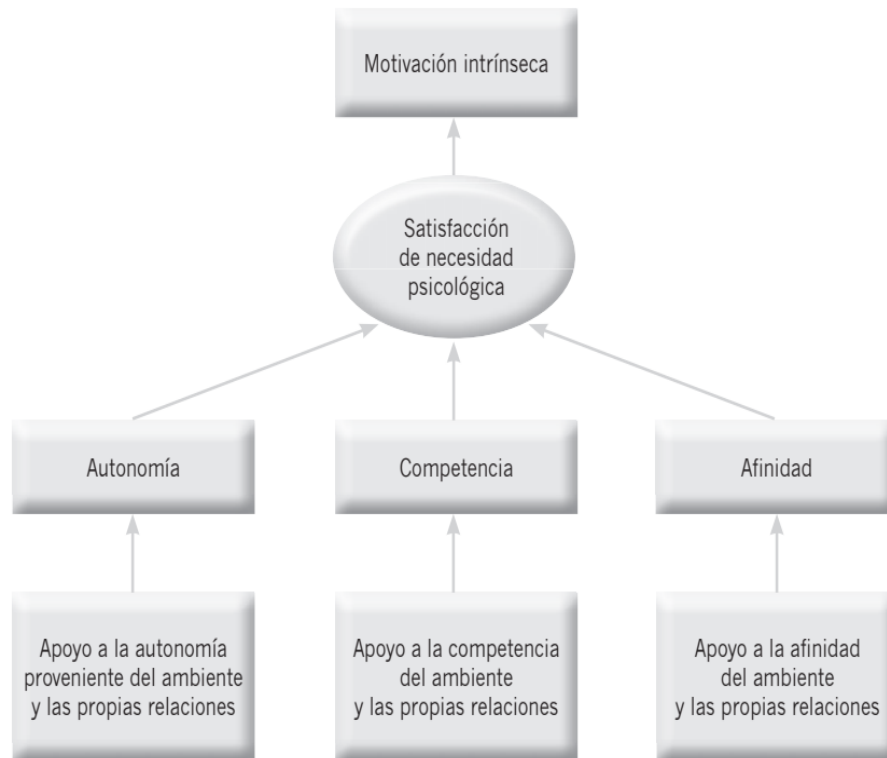 Motivación intrínseca
Satisfacción
de necesidad
psicológica
Autonomía
Competencia
Afinidad
Apoyo a la autonomía
proveniente del ambiente
y las propias relaciones
Apoyo a la competencia
del ambiente
y las propias relaciones
Apoyo a la afinidad
del ambiente
y las propias relaciones